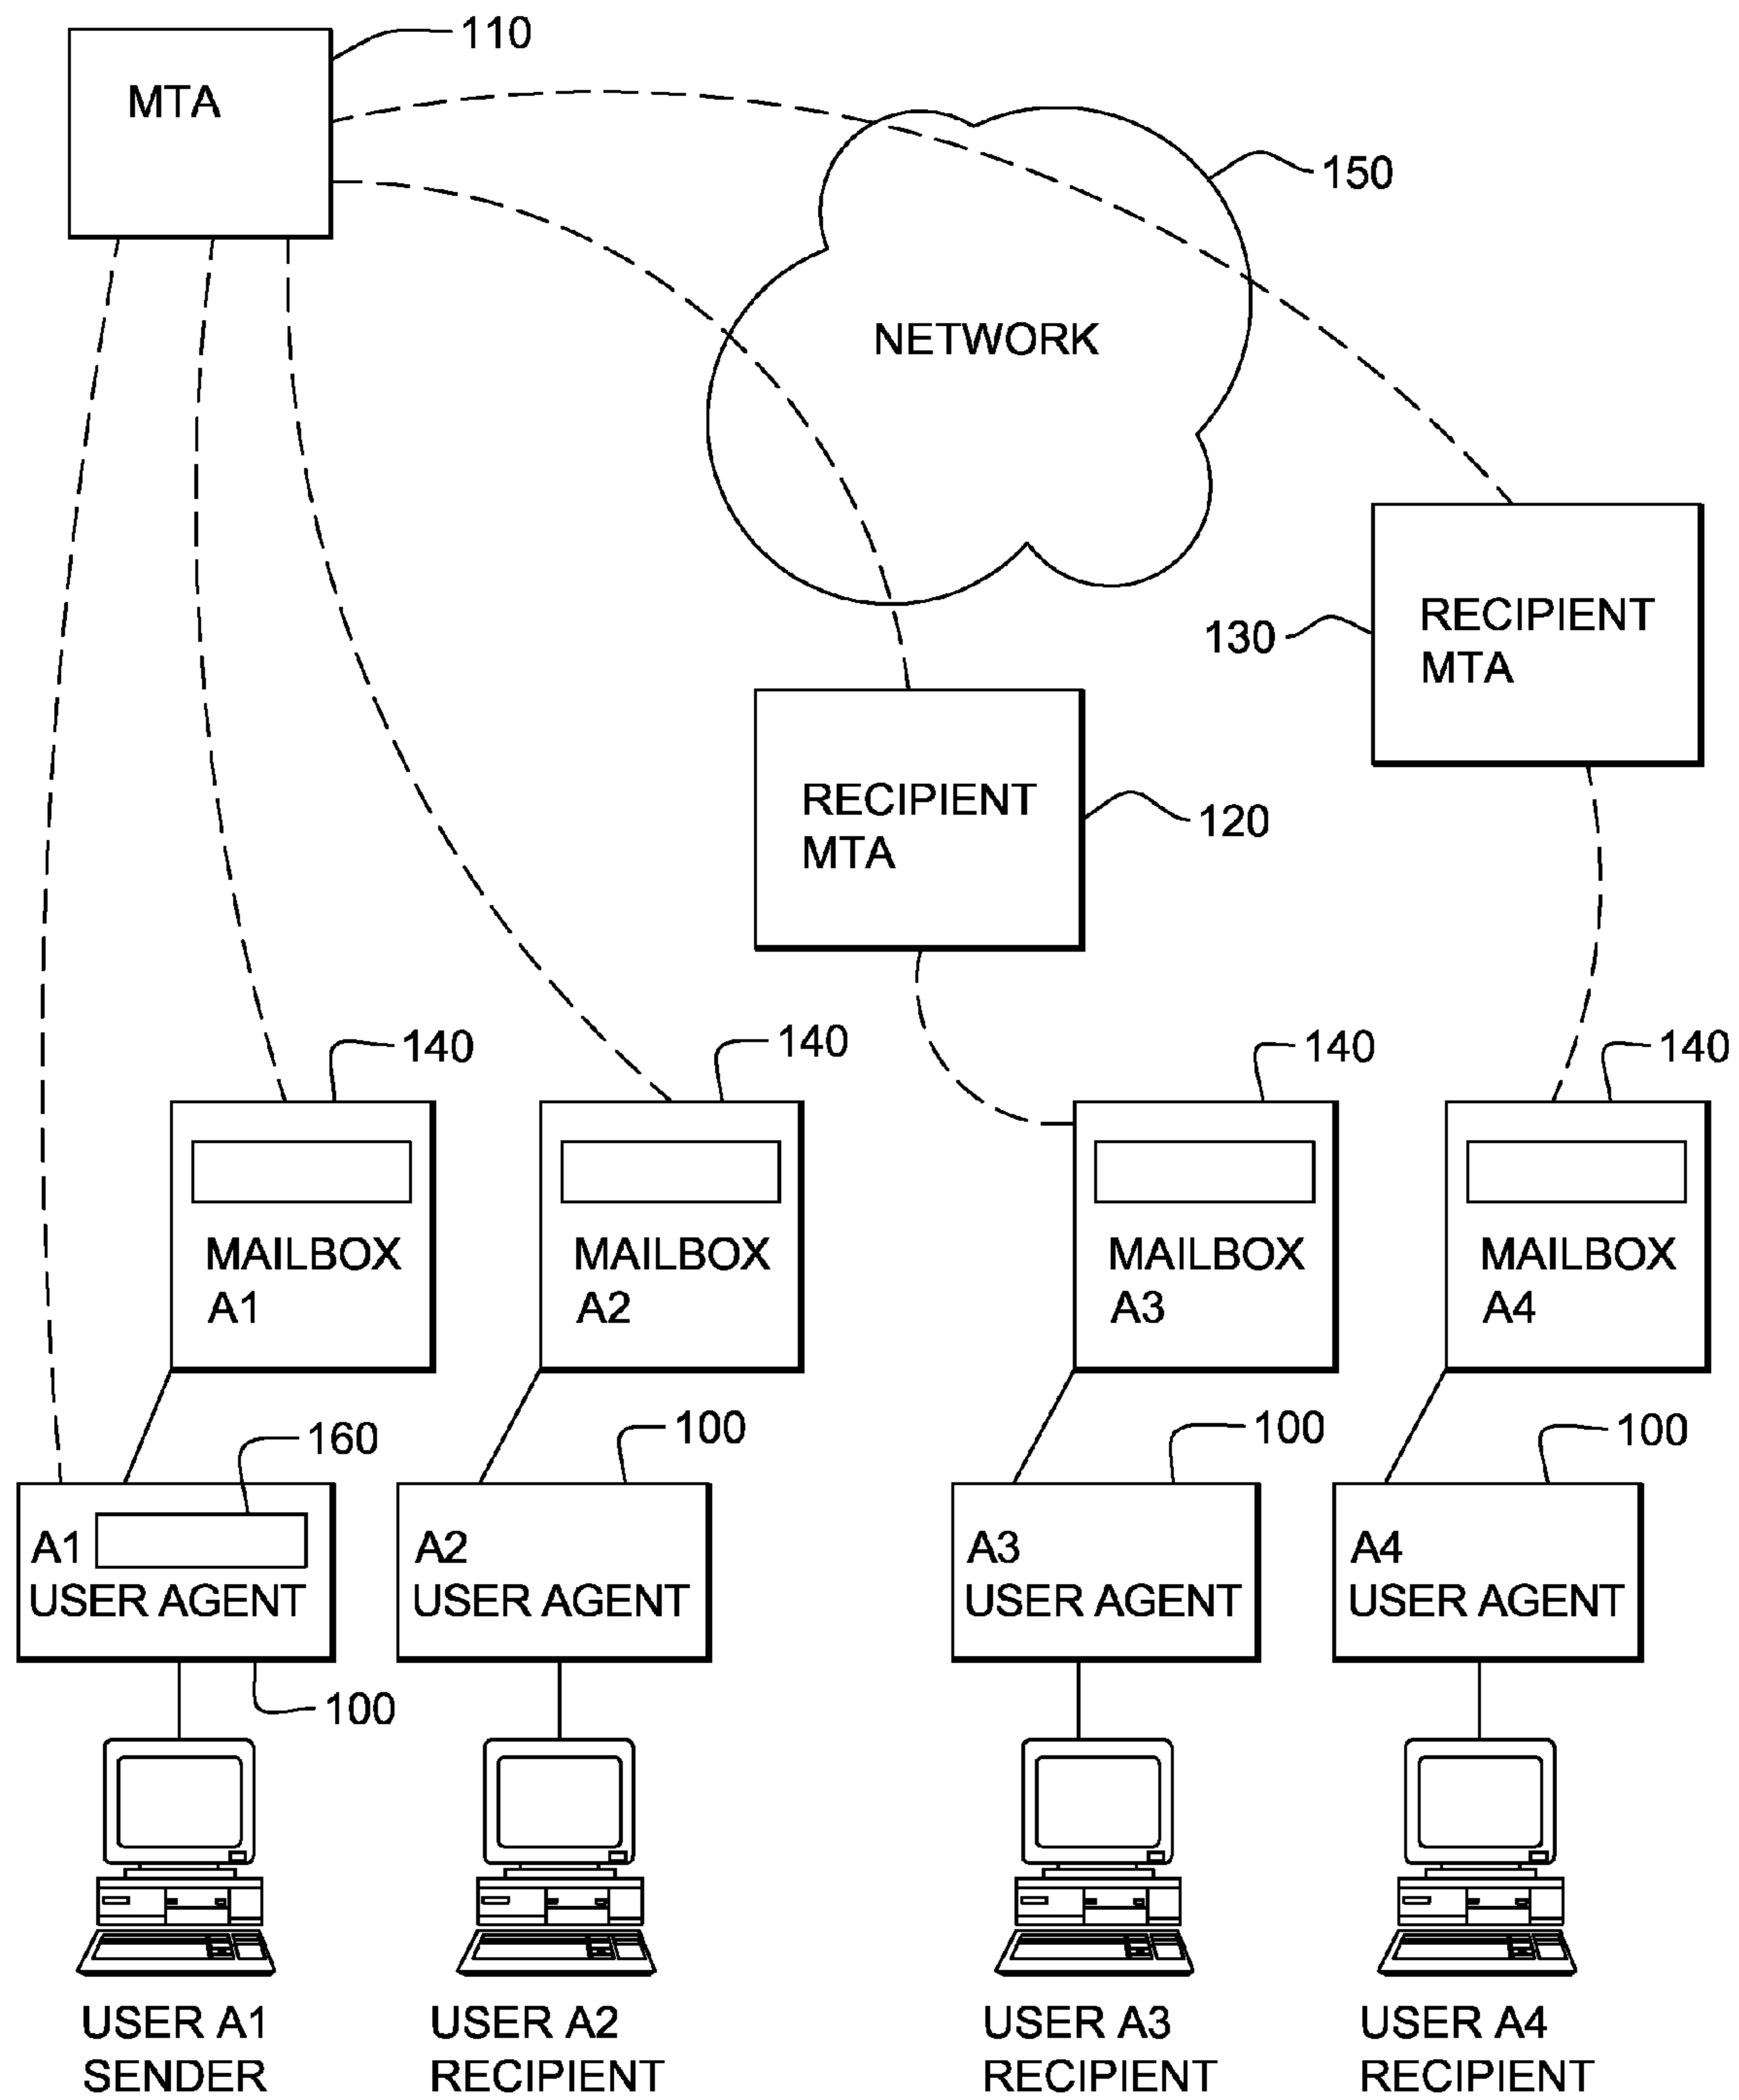 110
MTA
150
NETWORK
RECIPIENT
MTA
130
RECIPIENT
MTA
120
140
140
140
140
MAILBOX
A1
MAILBOX
A2
MAILBOX
A3
MAILBOX
A4
160
100
100
100
A1
USER AGENT
A2
USER AGENT
A3
USER AGENT
A4
USER AGENT
100
USER A1
SENDER
USER A2
RECIPIENT
USER A3
RECIPIENT
USER A4
RECIPIENT